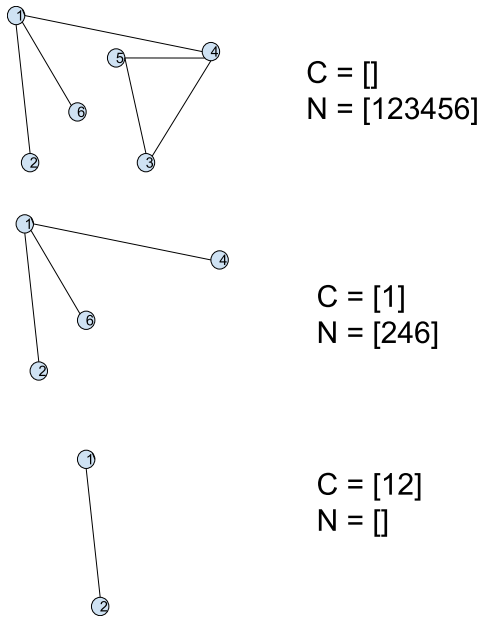 1
5
4
6
2
3
C = []
N = [123456]
1
4
6
2
C = [1]
N = [246]
1
2
C = [12]
N = []